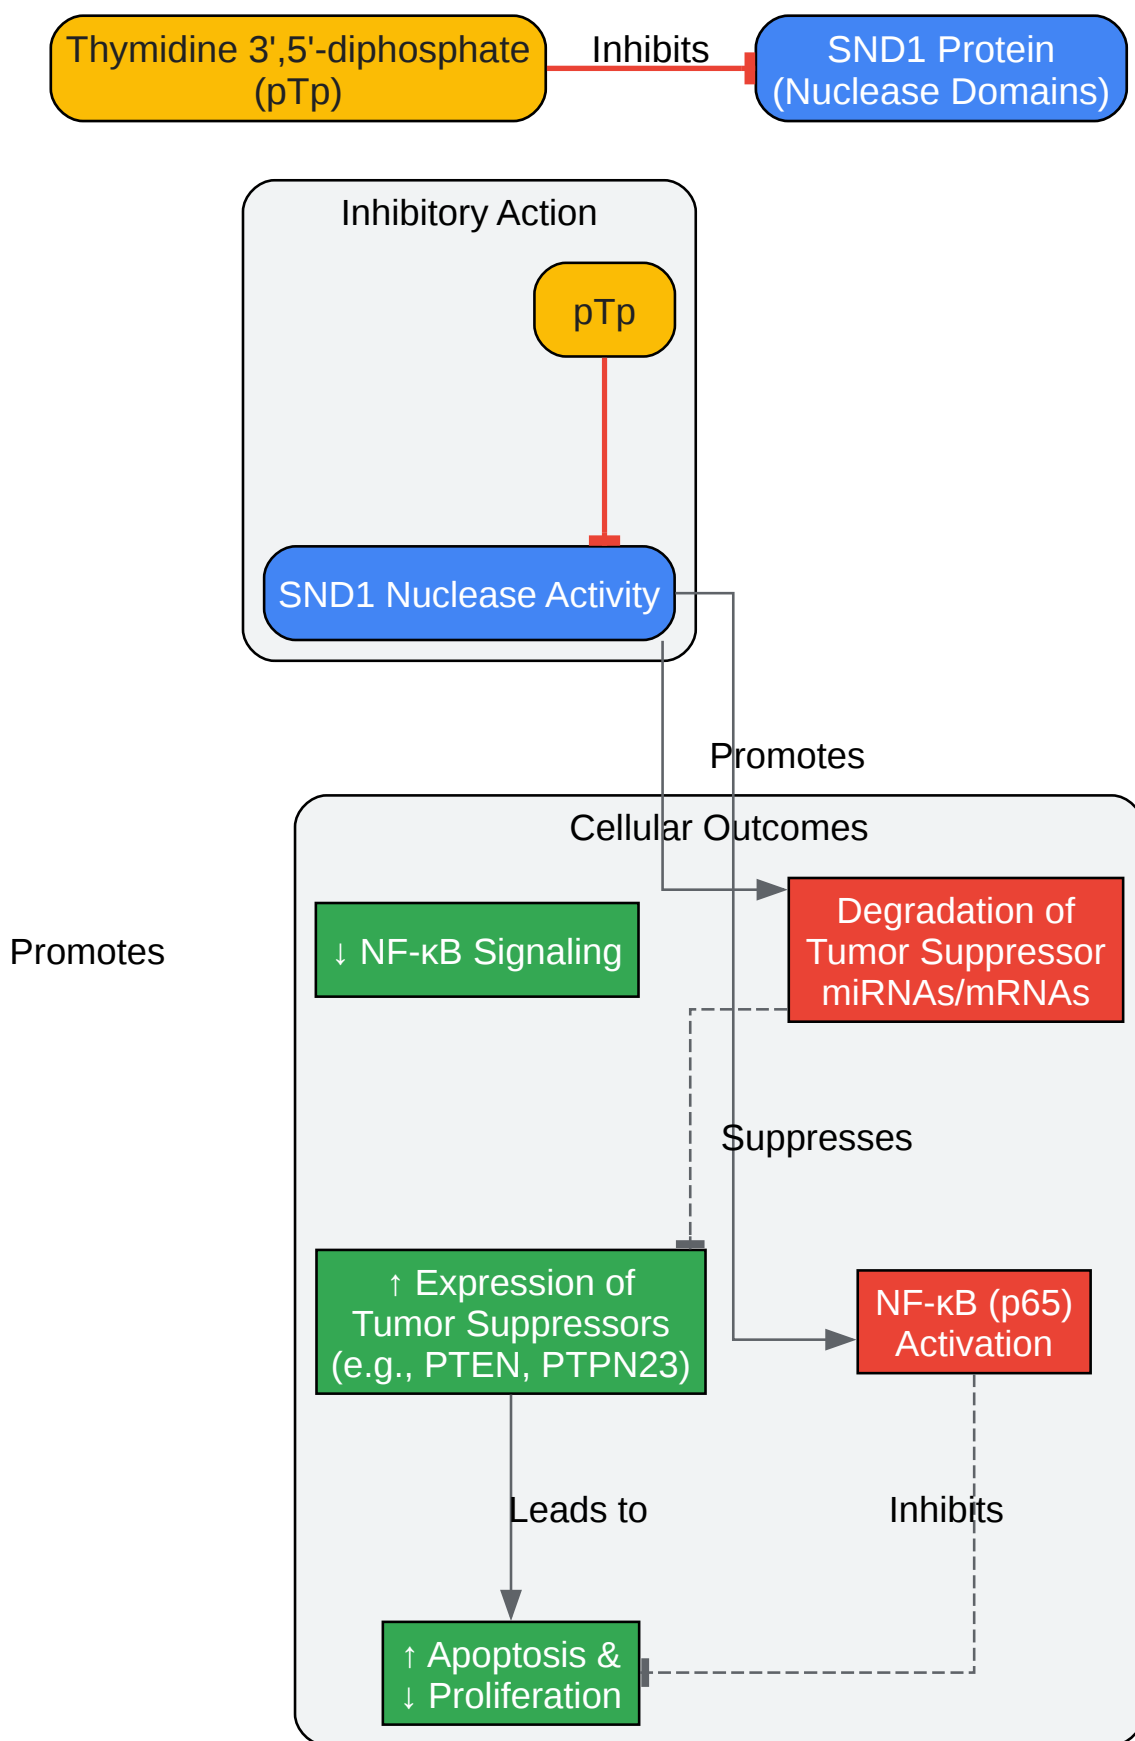 Thymidine 3',5'-diphosphate
(pTp)
Inhibits
SND1 Protein
(Nuclease Domains)
Inhibitory Action
pTp
SND1 Nuclease Activity
Promotes
Cellular Outcomes
Degradation of
Tumor Suppressor
miRNAs/mRNAs
↓ NF-κB Signaling
Promotes
Suppresses
↑ Expression of
Tumor Suppressors
(e.g., PTEN, PTPN23)
NF-κB (p65)
Activation
Leads to
Inhibits
↑ Apoptosis &
↓ Proliferation